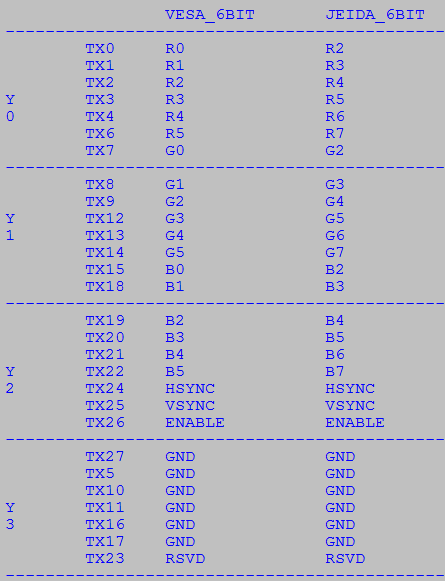 VESA_6BIT JEIDA_6BIT
TX0 R0 R2
TX1 R1 R3
TX2 R2 R4
Y TX3 R3 R5
0 TX4 R4 R6
TX6 R5 R7
TX7 G0 G2
TX8 G1 G3
TX9 G2 G4
Y TX12 G3 G5
1 TX13 G4 G6
TX14 G5 G7
TX15 B0 B2
TX18 B1 B3
TX19 B2 B4
TX20 B3 B5
TX21 B4 B6
Y TX22 B5 B7
2 TX24 HSYNC HSYNC
TX25 VSYNC VSYNC
TX26 ENABLE ENABLE
TX27 GND GND
TX5 GND GND
TX10 GND GND
Y TX11 GND GND
3 TX16 GND GND
TX17 GND GND
TX23 RSVD RSVD